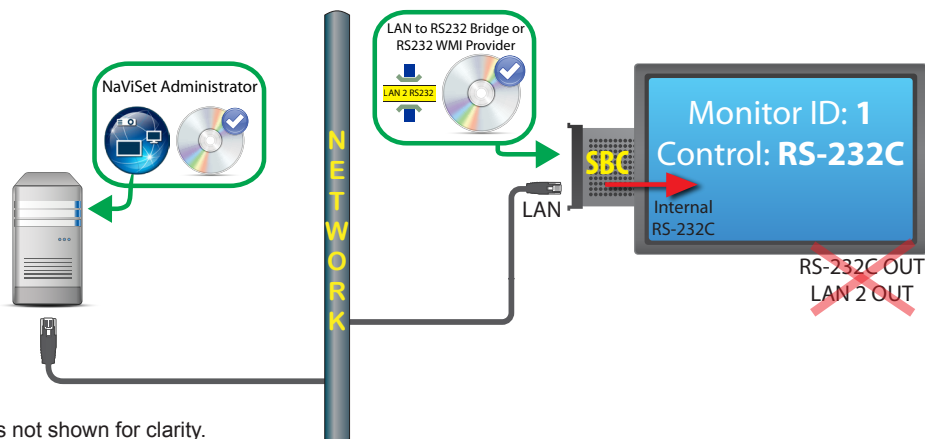 LAN to RS232 Bridge or
RS232 WMI Provider
LAN 2 RS232
NaViSet Administrator
NETWORK
SBC
Monitor ID: 1
Control: RS-232C
Internal
RS-232C
LAN
RS-232C OUT
LAN 2 OUT
not shown for clarity.